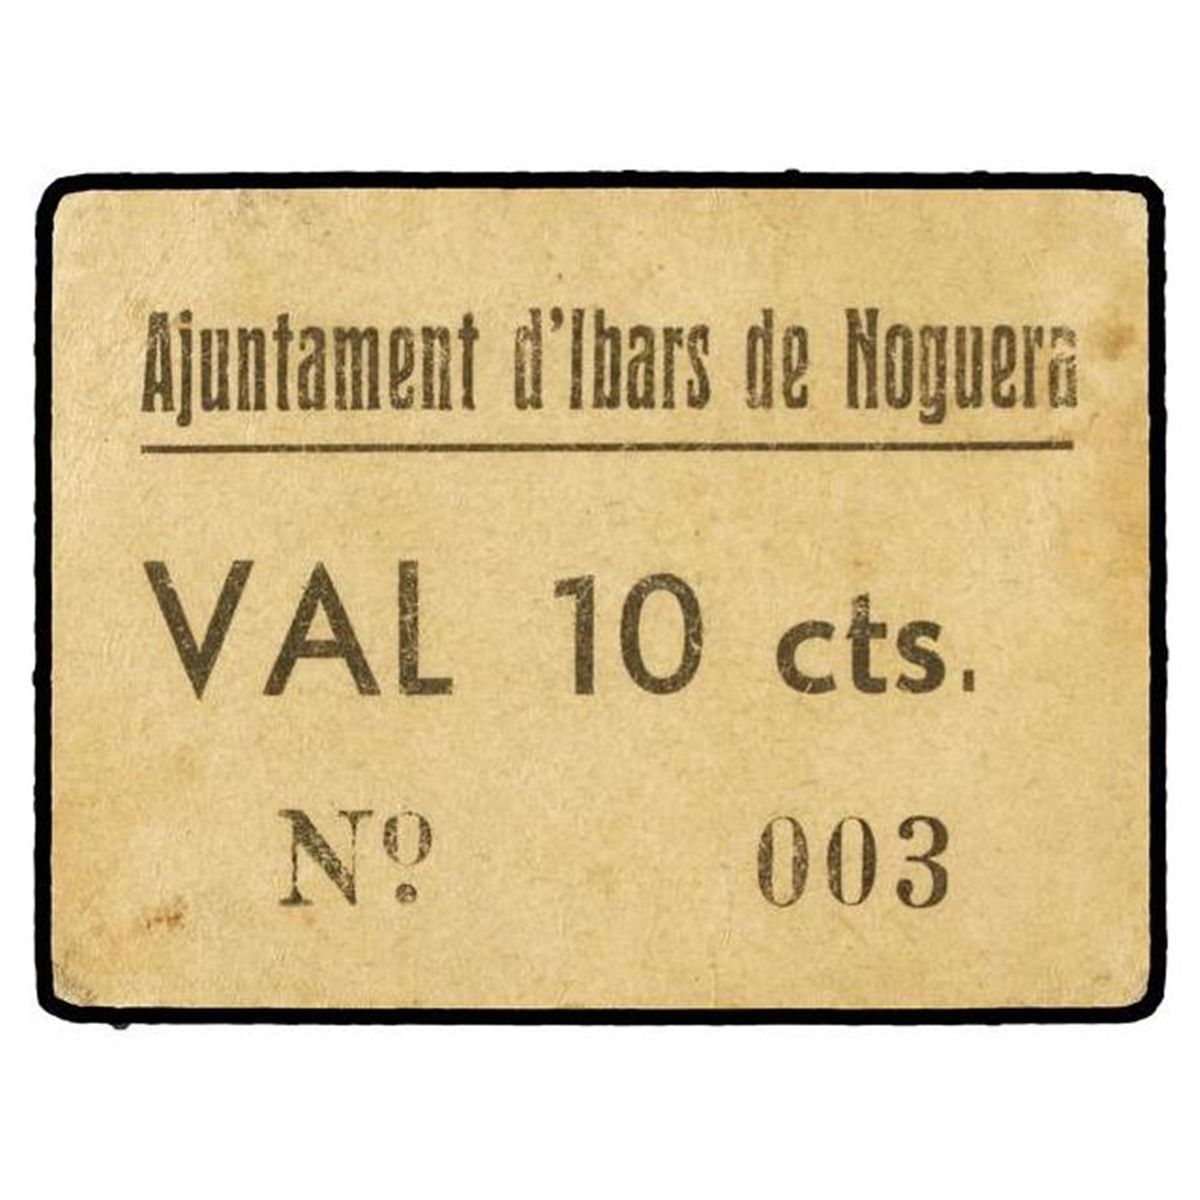 Ajuntament d'Ibars de Noguera
VAL 10 cts.
Nº. 003